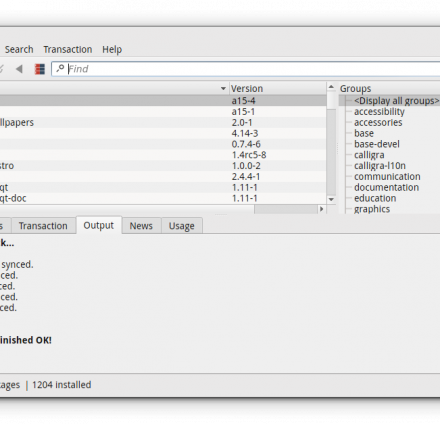 Search Transaction Help
Find
Version Groups
a15-4 <Display all groups>
a15-1 accessibility
llpapers 2.0-1 accessories
4.14-3 base
0.7.4-6 base-devel
1.4rc5-8 calligra
stro 1.0.0-2 calligra-l10n
2.4.4-1 communication
qt 1.11-1 documentation
qt-doc 1.11-1 education
graphics
s Transaction Output News Usage
k...
synced.
ced.
ced.
ced.
ced.
inished OK!
ages | 1204 installed